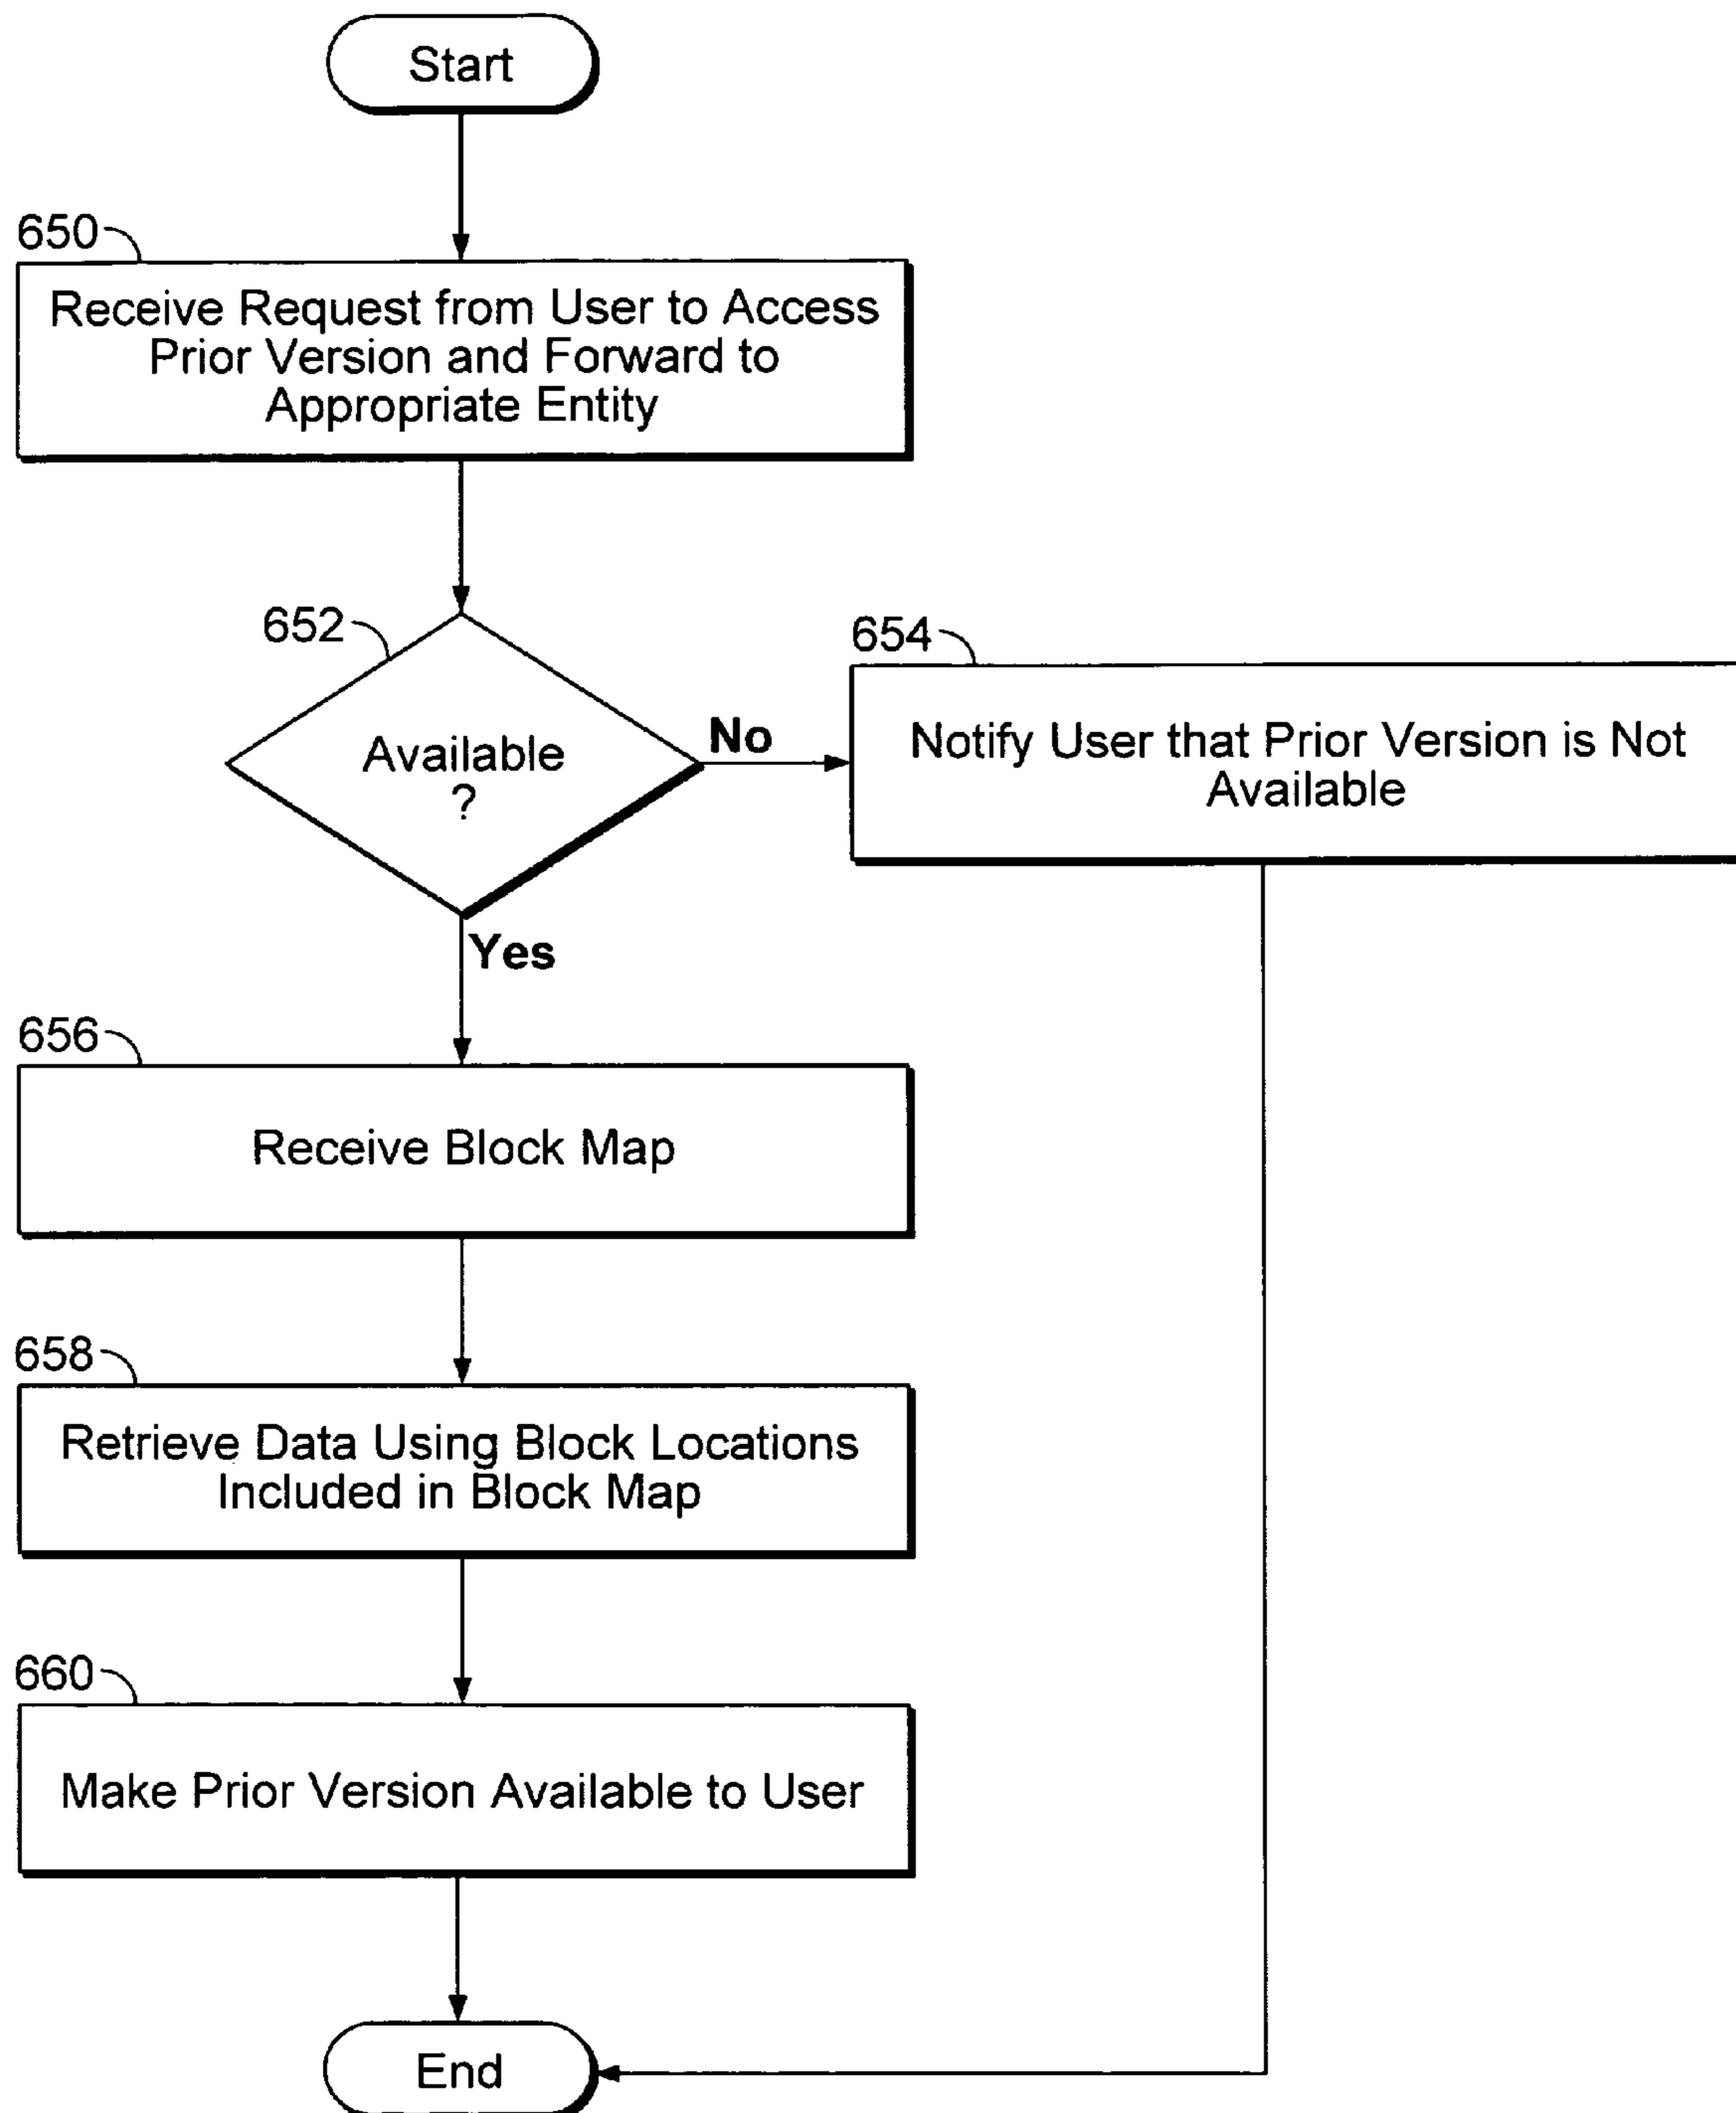 Start
650
Receive Request from User to Access
Prior Version and Forward to
Appropriate Entity
652
Available
?
No
654
Notify User that Prior Version is Not
Available
Yes
656
Receive Block Map
658
Retrieve Data Using Block Locations
Included in Block Map
660
Make Prior Version Available to User
End